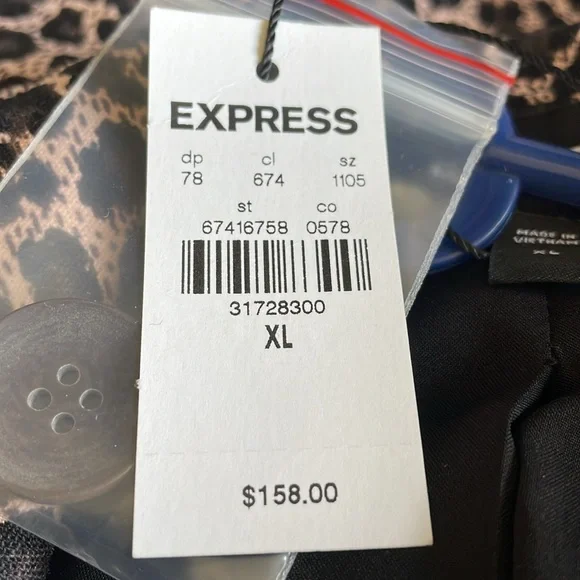 EXPRESS
dp cl sz
78 674 1105
st co
67416758 0578
31728300
XL
$158.00
MADE IN
VIETNAM
XL